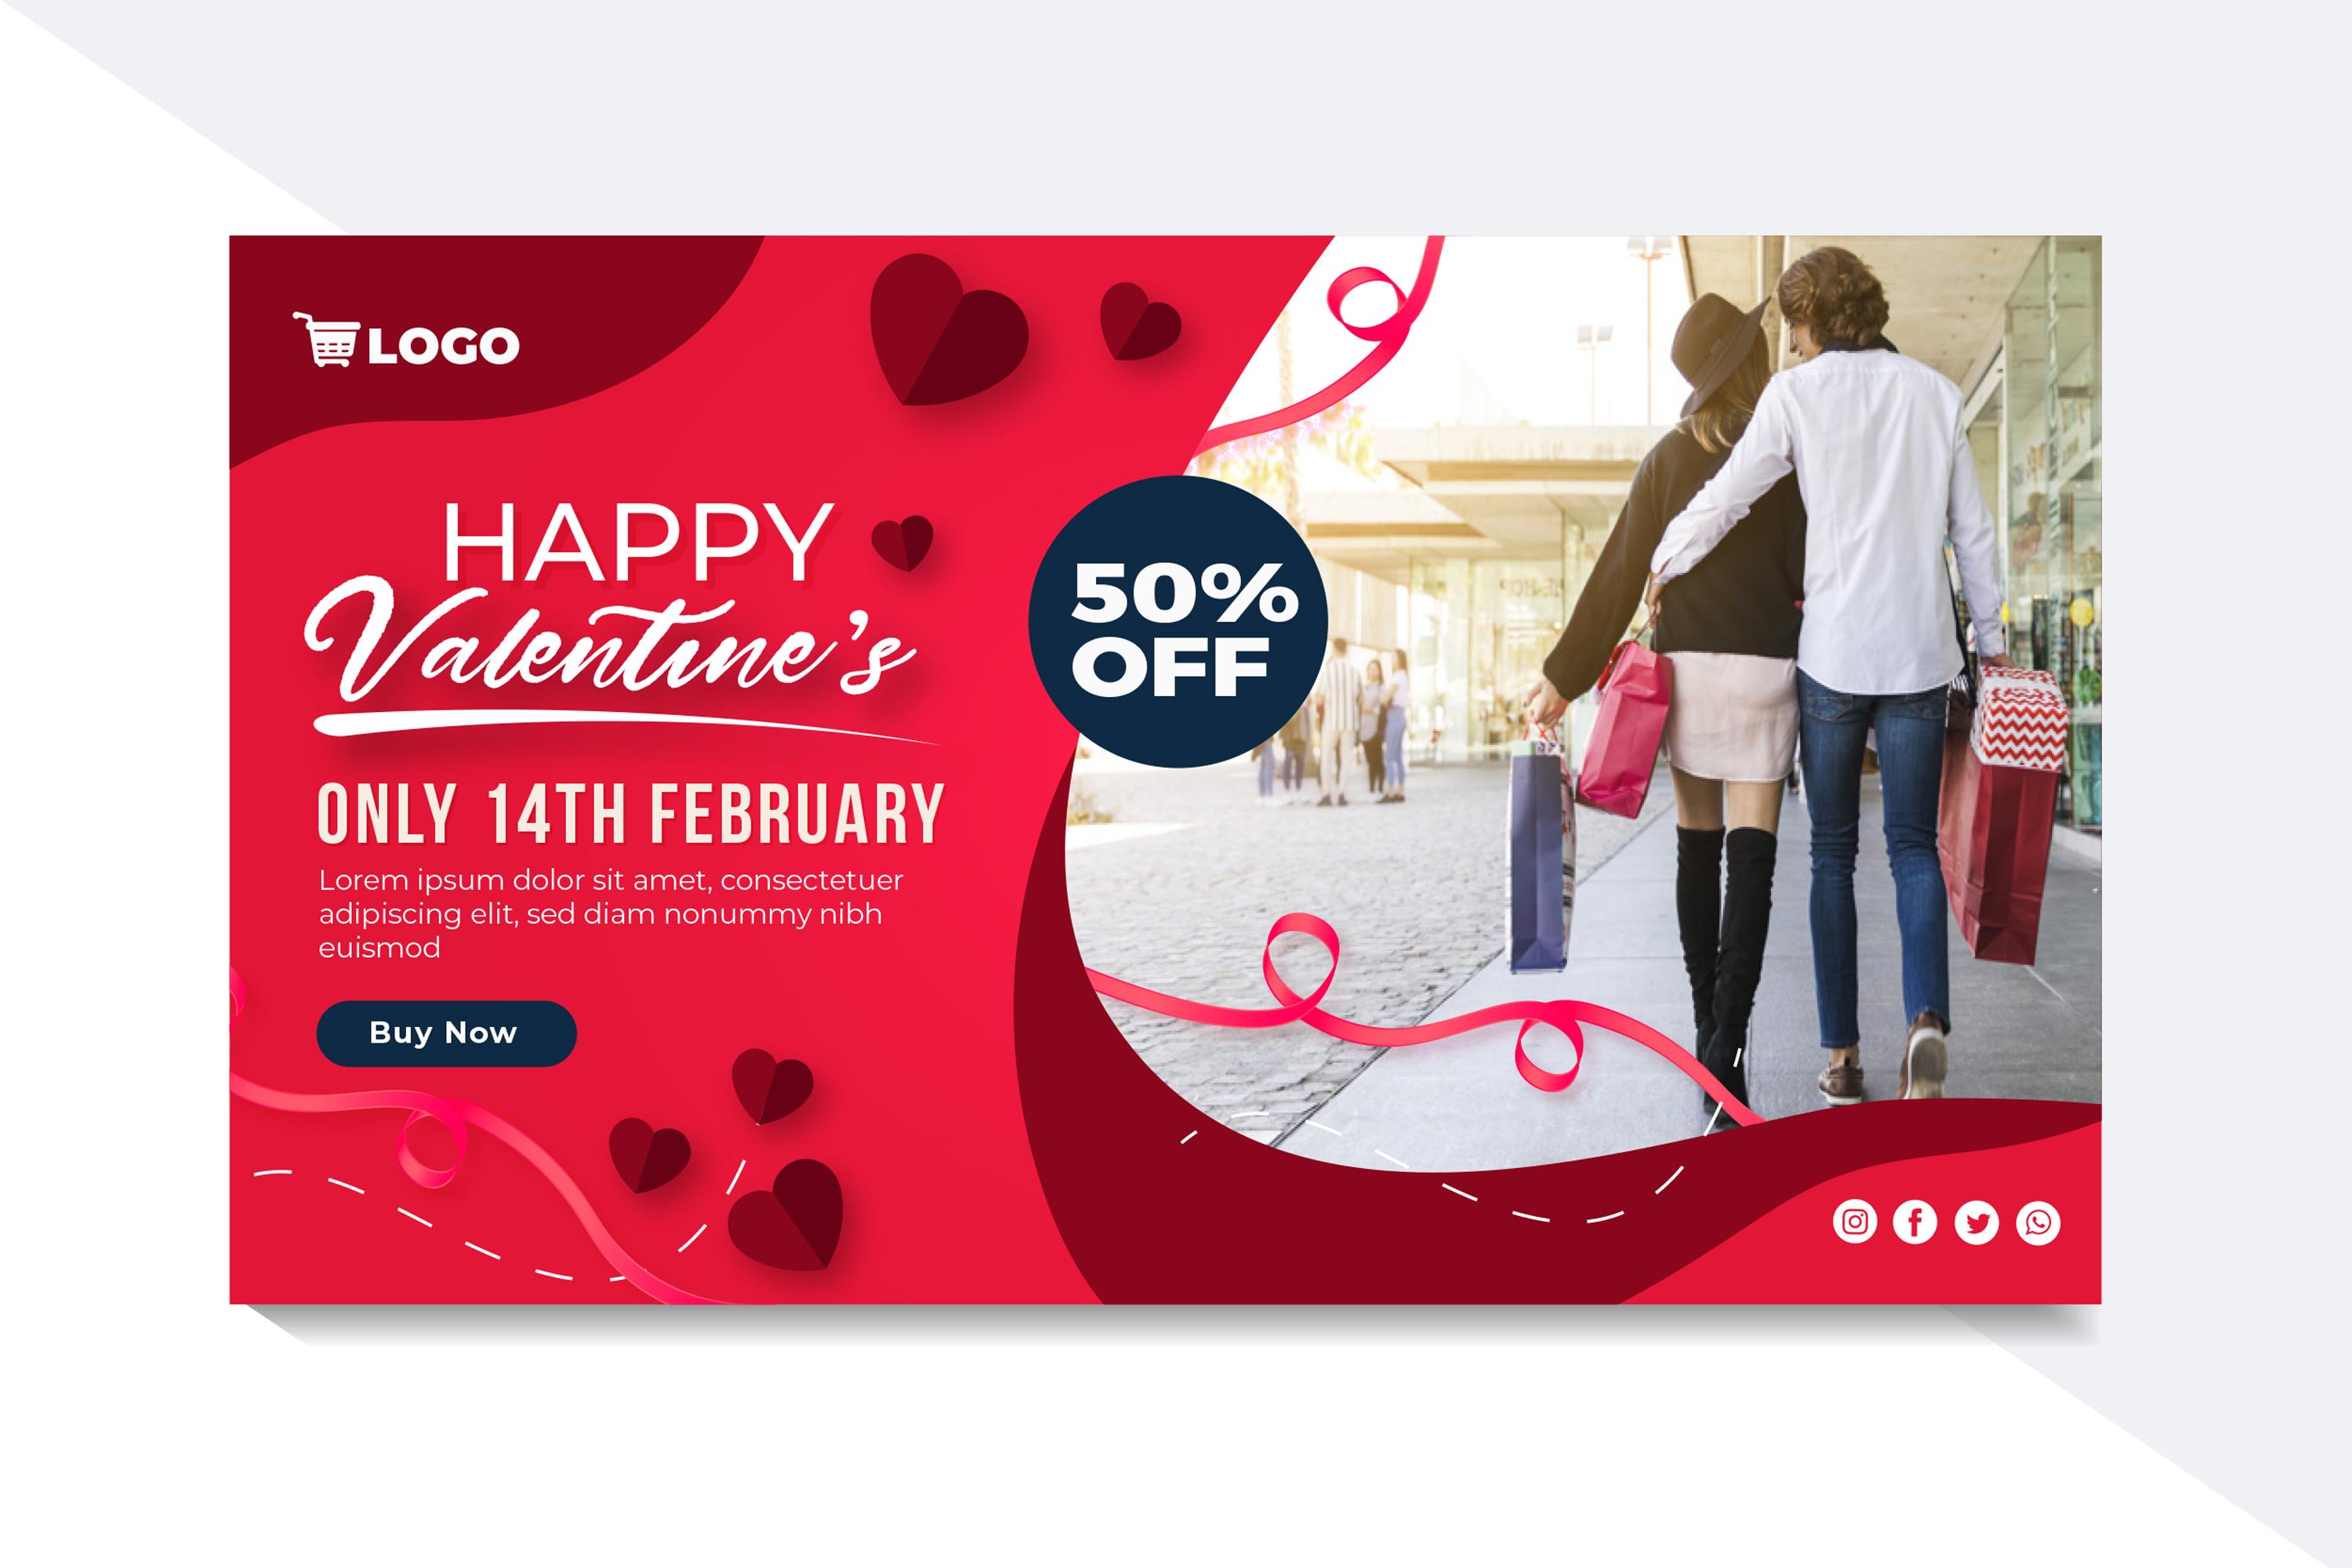 LOGO
HAPPY
Valentine's
ONLY 14TH FEBRUARY
Lorem ipsum dolor sit amet, consectetuer
adipiscing elit, sed diam nonummy nibh
euismod
Buy Now
50%
OFF